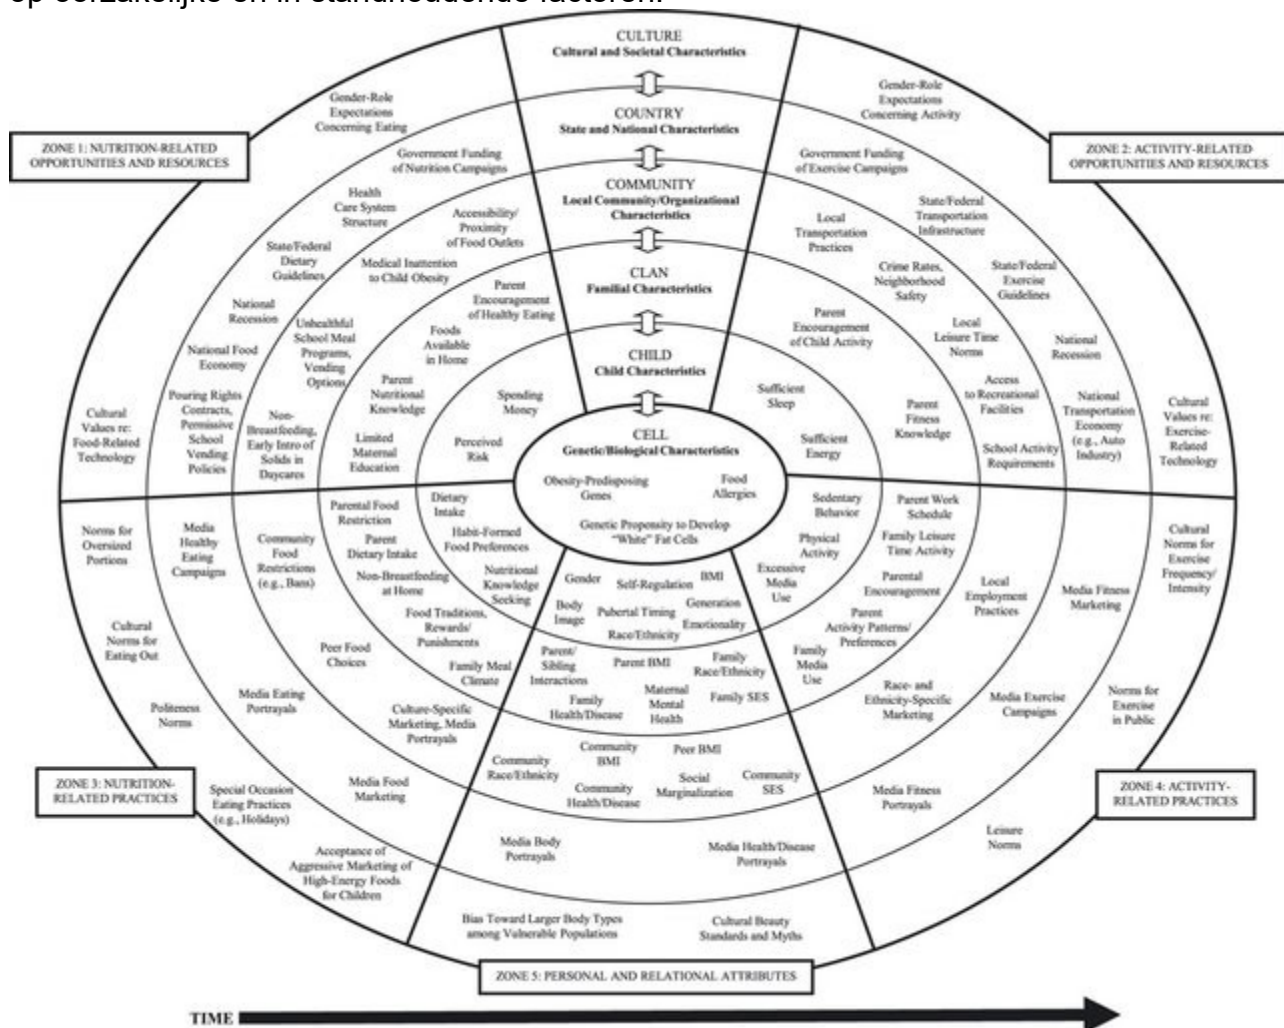 op oorzakelijke en in standhoudende factoren.
CULTURE
Cultural and Societal Characteristics
COUNTRY
State and National Characteristics
COMMUNITY
Local Community/Organizational
Characteristics
CLAN
Familial Characteristics
CHILD
Child Characteristics
CELL
Genetic/Biological Characteristics
Obesity-Predisposing
Genes
Food
Allergies
Genetic Propensity to Develop
"White" Fat Cells
ZONE 1: NUTRITION-RELATED
OPPORTUNITIES AND RESOURCES
Gender-Role
Expectations
Concerning Eating
Government Funding
of Nutrition Campaigns
Health
Care System
Structure
Accessibility/
Proximity
of Food Outlets
State/Federal
Dietary
Guidelines
Medical Inattention
to Child Obesity
Parent
Encouragement
of Healthy Eating
National
Recession
Unhealthful
School Meal
Programs,
Vending
Options
Foods
Available
in Home
National Food
Economy
Parent
Nutritional
Knowledge
Spending
Money
Pouring Rights
Contracts,
Permissive
School
Vending
Policies
Cultural
Values re:
Food-Related
Technology
Non-
Breastfeeding,
Early Intro of
Solids in
Daycares
Limited
Maternal
Education
Perceived
Risk
ZONE 2: ACTIVITY-RELATED
OPPORTUNITIES AND RESOURCES
Gender-Role
Expectations
Concerning Activity
Government Funding
of Exercise Campaigns
State/Federal
Transportation
Infrastructure
Local
Transportation
Practices
Crime Rates,
Neighborhood
Safety
State/Federal
Exercise
Guidelines
Parent
Encouragement
of Child Activity
Local
Leisure Time
Norms
National
Recession
Sufficient
Sleep
Access
to Recreational
Facilities
National
Transportation
Economy
(e.g., Auto
Industry)
Cultural
Values re:
Exercise-
Related
Technology
Parent
Fitness
Knowledge
Sufficient
Energy
School Activity
Requirements
ZONE 3: NUTRITION-
RELATED PRACTICES
Norms for
Oversized
Portions
Media
Healthy
Eating
Campaigns
Community
Food
Restrictions
(e.g., Bans)
Parental Food
Restriction
Dietary
Intake
Parent
Dietary Intake
Habit-Formed
Food Preferences
Non-Breastfeeding
at Home
Nutritional
Knowledge
Seeking
Food Traditions,
Rewards/
Punishments
Cultural
Norms for
Eating Out
Peer Food
Choices
Family Meal
Climate
Politeness
Norms
Media Eating
Portrayals
Culture-Specific
Marketing, Media
Portrayals
Special Occasion
Eating Practices
(e.g., Holidays)
Media Food
Marketing
Acceptance of
Aggressive Marketing of
High-Energy Foods
for Children
ZONE 4: ACTIVITY-
RELATED PRACTICES
Sedentary
Behavior
Parent Work
Schedule
Physical
Activity
Family Leisure
Time Activity
Cultural
Norms for
Exercise
Frequency/
Intensity
Excessive
Media
Use
Parental
Encouragement
Local
Employment
Practices
Media Fitness
Marketing
Parent
Activity Patterns/
Preferences
Family
Media
Use
Race- and
Ethnicity-Specific
Marketing
Media Exercise
Campaigns
Norms for
Exercise
in Public
Media Fitness
Portrayals
Leisure
Norms
ZONE 5: PERSONAL AND RELATIONAL ATTRIBUTES
Gender
Self-Regulation
BMI
Body
Image
Pubertal Timing
Generation
Emotionality
Race/Ethnicity
Parent/
Sibling
Interactions
Parent BMI
Family
Race/Ethnicity
Family
Health/Disease
Maternal
Mental
Health
Family SES
Community
Race/Ethnicity
Community
BMI
Peer BMI
Community
Health/Disease
Social
Marginalization
Community
SES
Media Body
Portrayals
Media Health/Disease
Portrayals
Bias Toward Larger Body Types
among Vulnerable Populations
Cultural Beauty
Standards and Myths
TIME